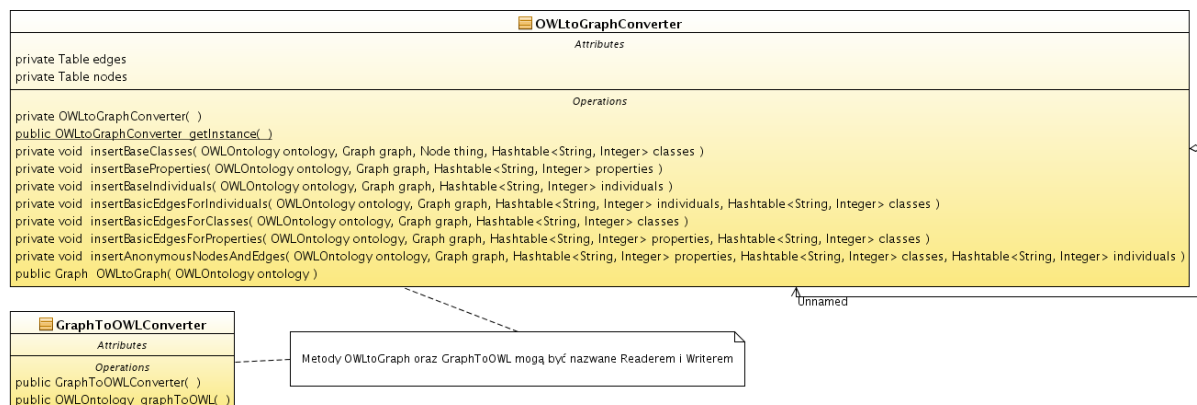 OWLtoGraphConverter
Attributes
private Table edges
private Table nodes
Operations
private OWLtoGraphConverter( )
public OWLtoGraphConverter getInstance( )
private void insertBaseClasses( OWLOntology ontology, Graph graph, Node thing, Hashtable<String, Integer> classes )
private void insertBaseProperties( OWLOntology ontology, Graph graph, Hashtable<String, Integer> properties )
private void insertBaseIndividuals( OWLOntology ontology, Graph graph, Hashtable<String, Integer> individuals )
private void insertBasicEdgesForIndividuals( OWLOntology ontology, Graph graph, Hashtable<String, Integer> individuals, Hashtable<String, Integer> classes )
private void insertBasicEdgesForClasses( OWLOntology ontology, Graph graph, Hashtable<String, Integer> classes )
private void insertBasicEdgesForProperties( OWLOntology ontology, Graph graph, Hashtable<String, Integer> properties, Hashtable<String, Integer> classes )
private void insertAnonymousNodesAndEdges( OWLOntology ontology, Graph graph, Hashtable<String, Integer> properties, Hashtable<String, Integer> classes, Hashtable<String, Integer> individuals )
public Graph OWLtoGraph( OWLOntology ontology )
Unnamed
GraphToOWLConverter
Attributes
Operations
public GraphToOWLConverter( )
public OWLOntology graphToOWL( )
Metody OWLtoGraph oraz GraphToOWL mogą być nazwane Readerem i Writerem